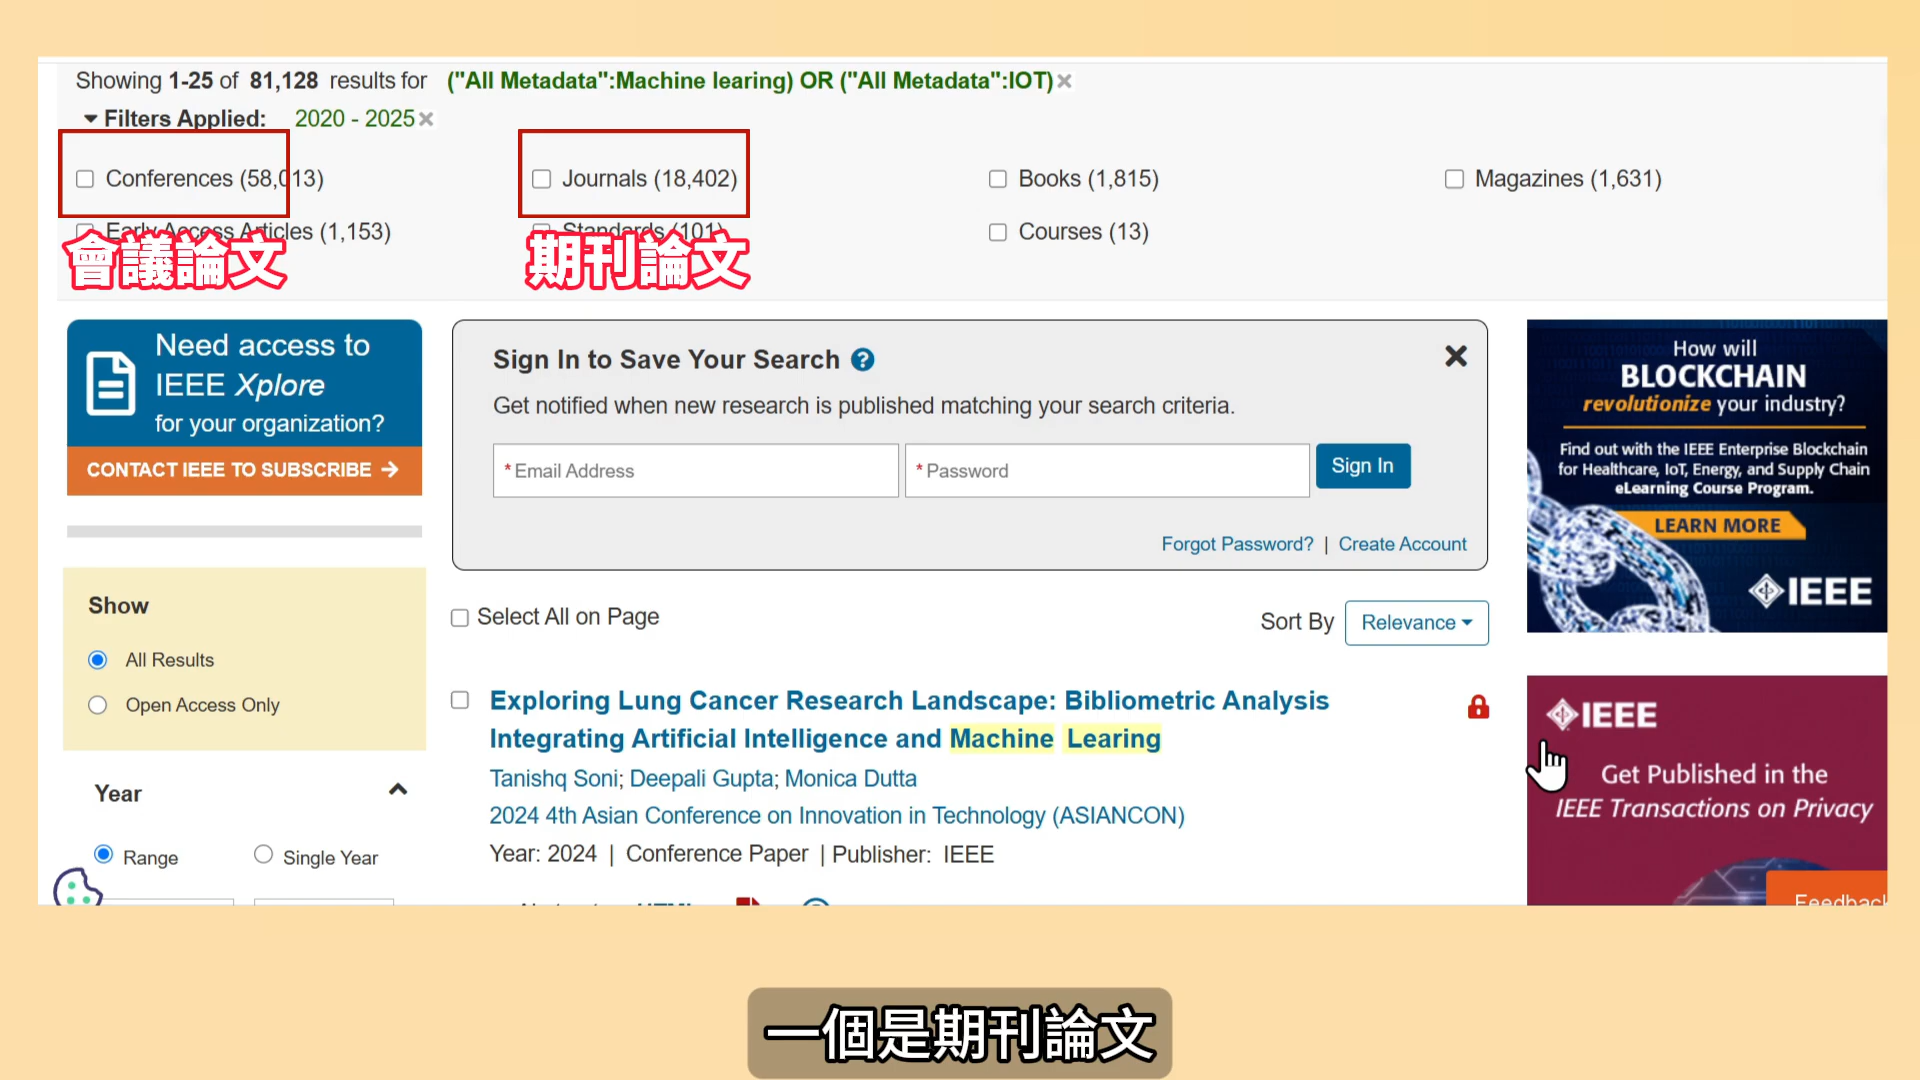 Showing 1-25 of 81,128 results for ("All Metadata":Machine learing) OR ("All Metadata":IOT)
Filters Applied: 2020 - 2025
Conferences (58,013)
Journals (18,402)
Books (1,815)
Magazines (1,631)
Early Access Articles (1,153)
Standards (101)
Courses (13)
會議論文
期刊論文
Need access to
IEEE Xplore
for your organization?
CONTACT IEEE TO SUBSCRIBE
Show
All Results
Open Access Only
Year
Range
Single Year
Sign In to Save Your Search
Get notified when new research is published matching your search criteria.
*Email Address
*Password
Sign In
Forgot Password? | Create Account
Select All on Page
Sort By
Relevance
Exploring Lung Cancer Research Landscape: Bibliometric Analysis
Integrating Artificial Intelligence and Machine Learing
Tanishq Soni; Deepali Gupta; Monica Dutta
2024 4th Asian Conference on Innovation in Technology (ASIANCON)
Year: 2024 | Conference Paper | Publisher: IEEE
How will
BLOCKCHAIN
revolutionize your industry?
Find out with the IEEE Enterprise Blockchain
for Healthcare, IoT, Energy, and Supply Chain
eLearning Course Program.
LEARN MORE
IEEE
IEEE
Get Published in the
IEEE Transactions on Privacy
Feedback
一個是期刊論文